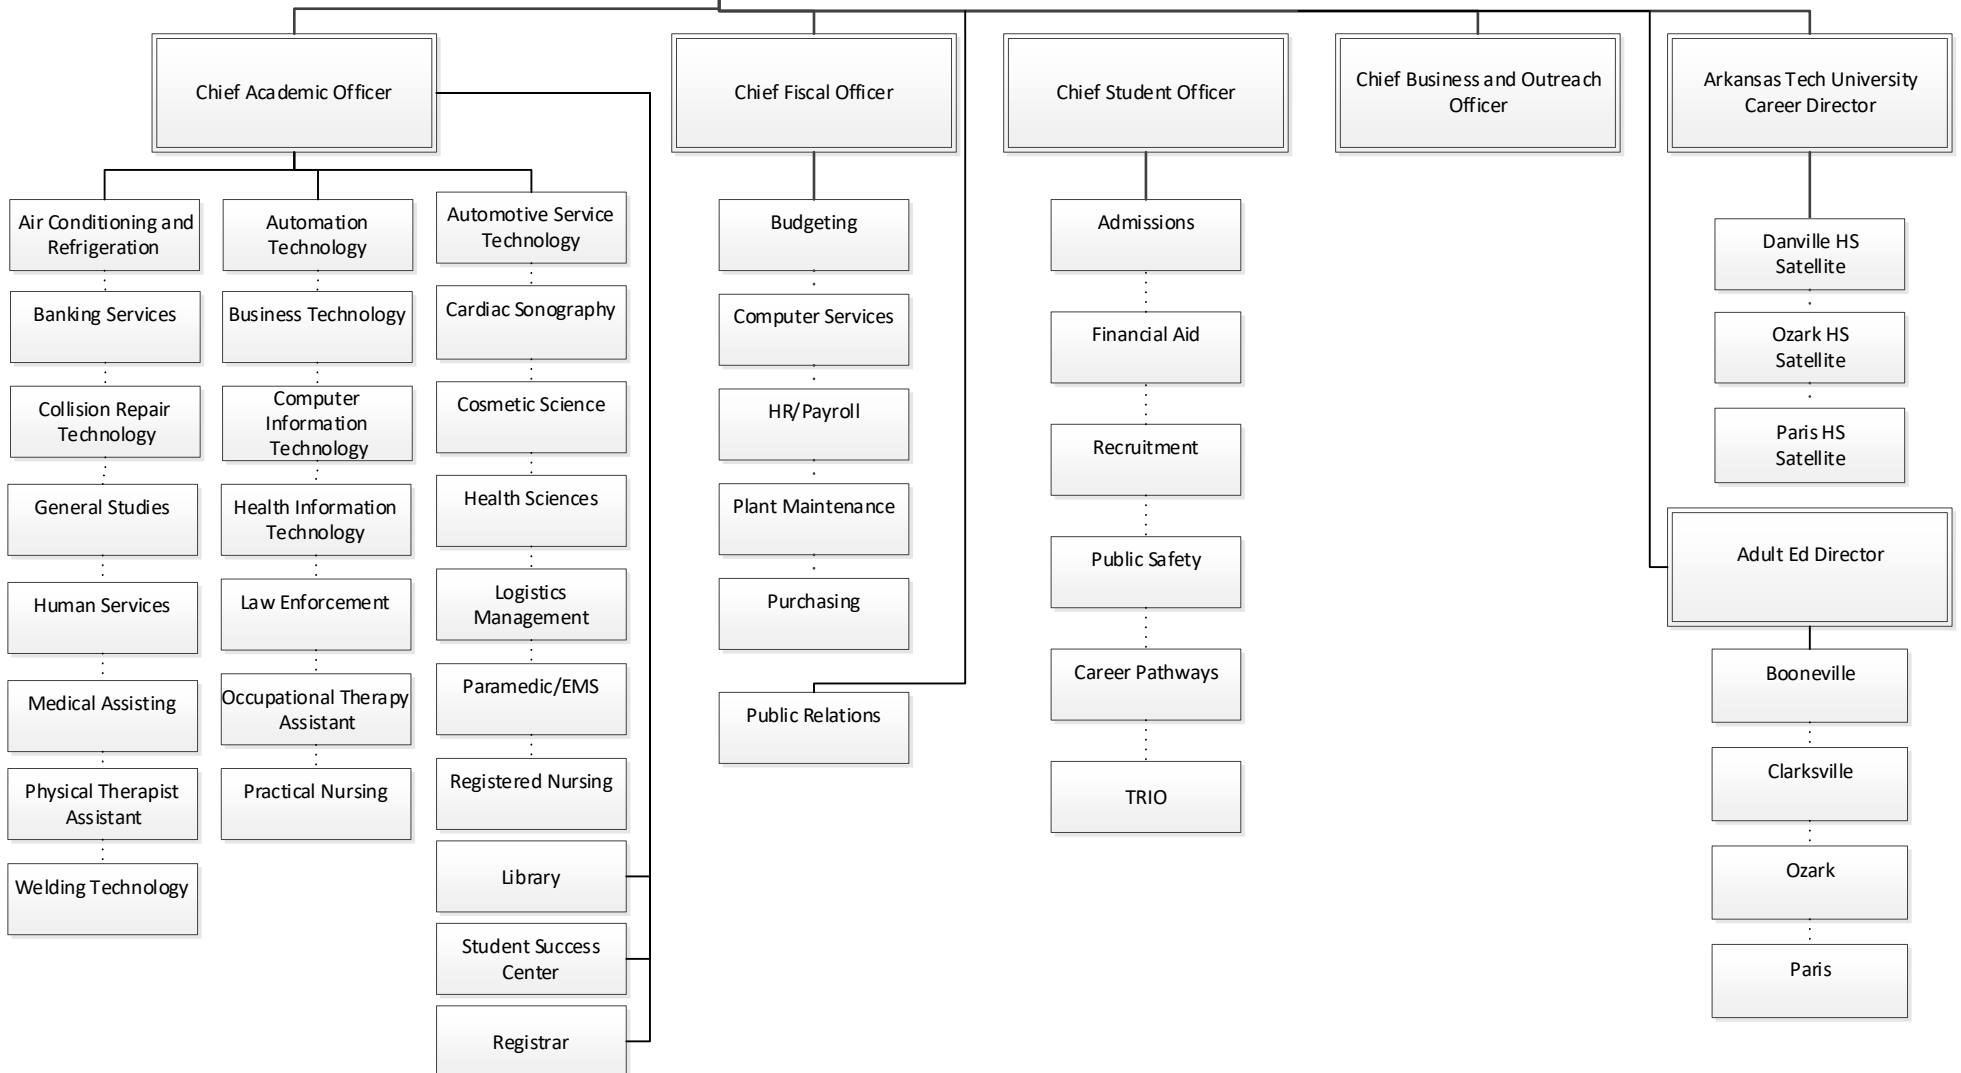 Chief Academic Officer
Chief Fiscal Officer
Chief Student Officer
Chief Business and Outreach
Officer
Arkansas Tech University
Career Director
Air Conditioning and
Refrigeration
Banking Services
Collision Repair
Technology
General Studies
Human Services
Medical Assisting
Physical Therapist
Assistant
Welding Technology
Automation
Technology
Business Technology
Computer
Information
Technology
Health Information
Technology
Law Enforcement
Occupational Therapy
Assistant
Practical Nursing
Automotive Service
Technology
Cardiac Sonography
Cosmetic Science
Health Sciences
Logistics
Management
Paramedic/EMS
Registered Nursing
Library
Student Success
Center
Registrar
Budgeting
Computer Services
HR/Payroll
Plant Maintenance
Purchasing
Public Relations
Admissions
Financial Aid
Recruitment
Public Safety
Career Pathways
TRIO
Danville HS
Satellite
Ozark HS
Satellite
Paris HS
Satellite
Adult Ed Director
Booneville
Clarksville
Ozark
Paris